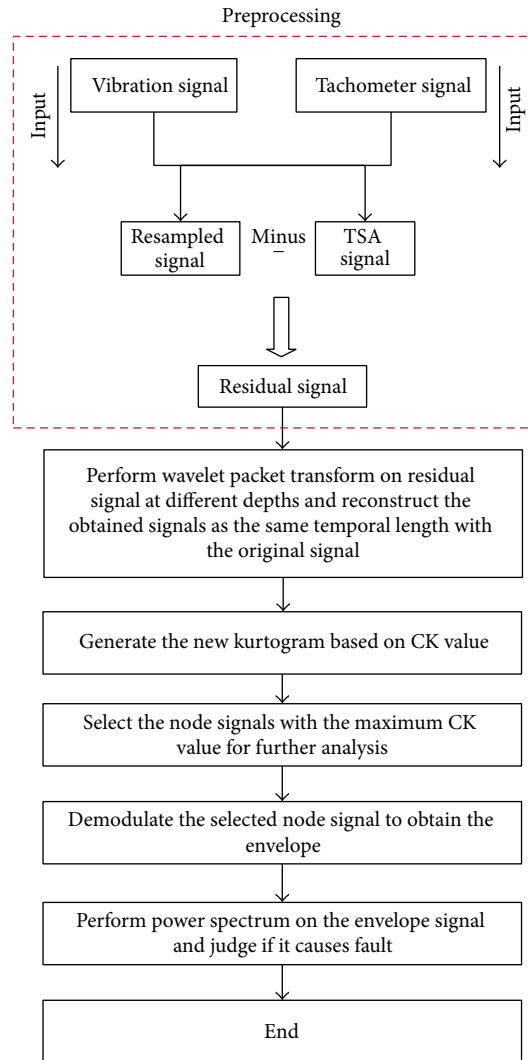 Preprocessing
Input
Vibration signal
Tachometer signal
Input
Resampled
signal
Minus
−
TSA
signal
Residual signal
Perform wavelet packet transform on residual
signal at different depths and reconstruct the
obtained signals as the same temporal length with
the original signal
Generate the new kurtogram based on CK value
Select the node signals with the maximum CK
value for further analysis
Demodulate the selected node signal to obtain the
envelope
Perform power spectrum on the envelope signal
and judge if it causes fault
End